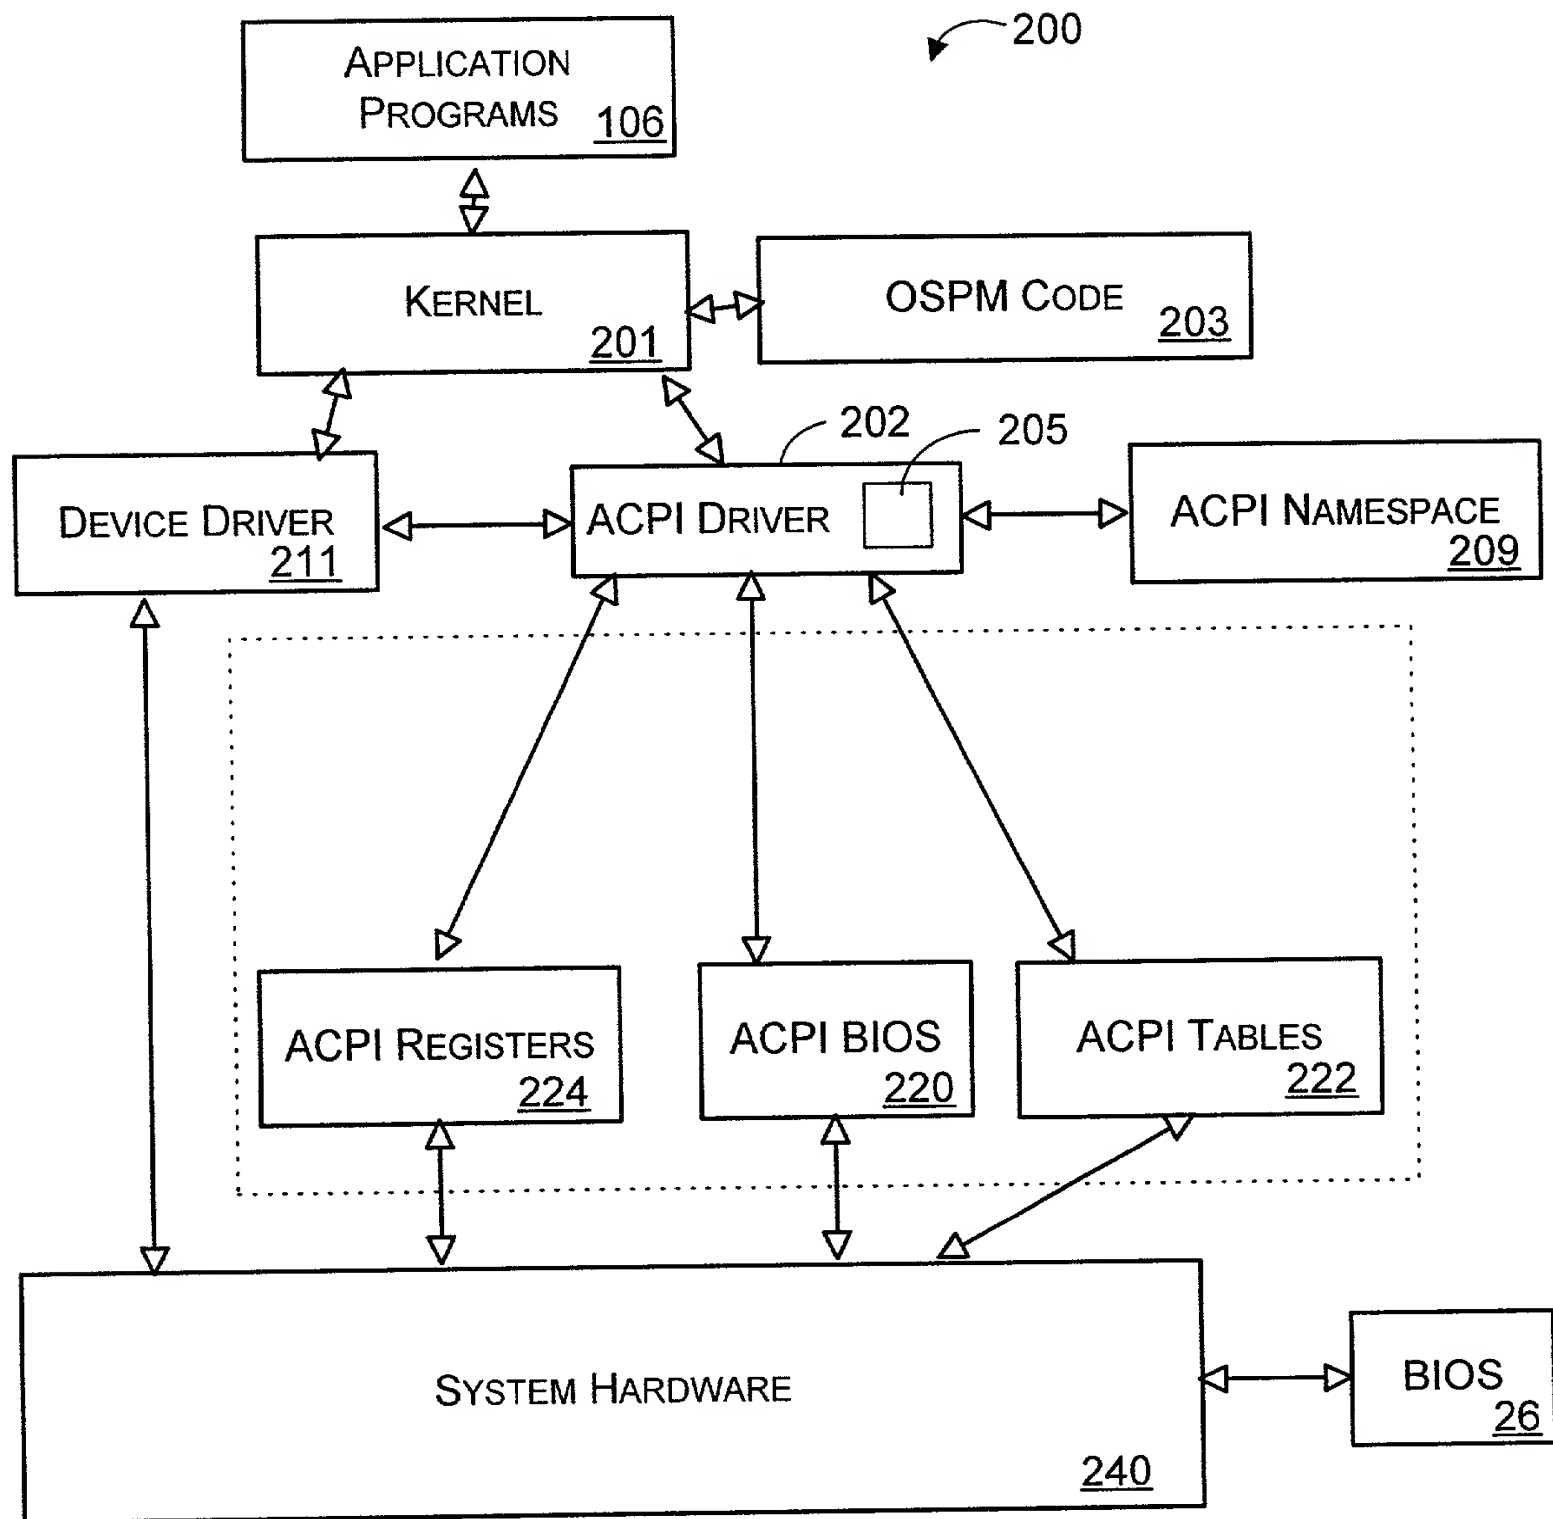 200
APPLICATION
PROGRAMS
106
KERNEL
201
OSPM CODE
203
202
205
DEVICE DRIVER
211
ACPI DRIVER
ACPI NAMESPACE
209
ACPI REGISTERS
224
ACPI BIOS
220
ACPI TABLES
222
SYSTEM HARDWARE
240
BIOS
26